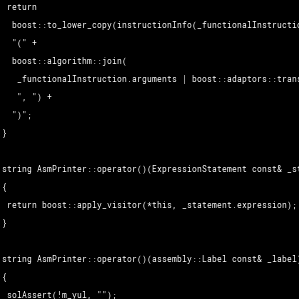 return
boost::to_lower_copy(instructionInfo(_functionalInstructio
"(" +
boost::algorithm::join(
_functionalInstruction.arguments | boost::adaptors::trans
", ") +
")";
}
string AsmPrinter::operator()(ExpressionStatement const& _st
{
return boost::apply_visitor(*this, _statement.expression);
}
string AsmPrinter::operator()(assembly::Label const& _label)
{
solAssert(!m_yul, "");